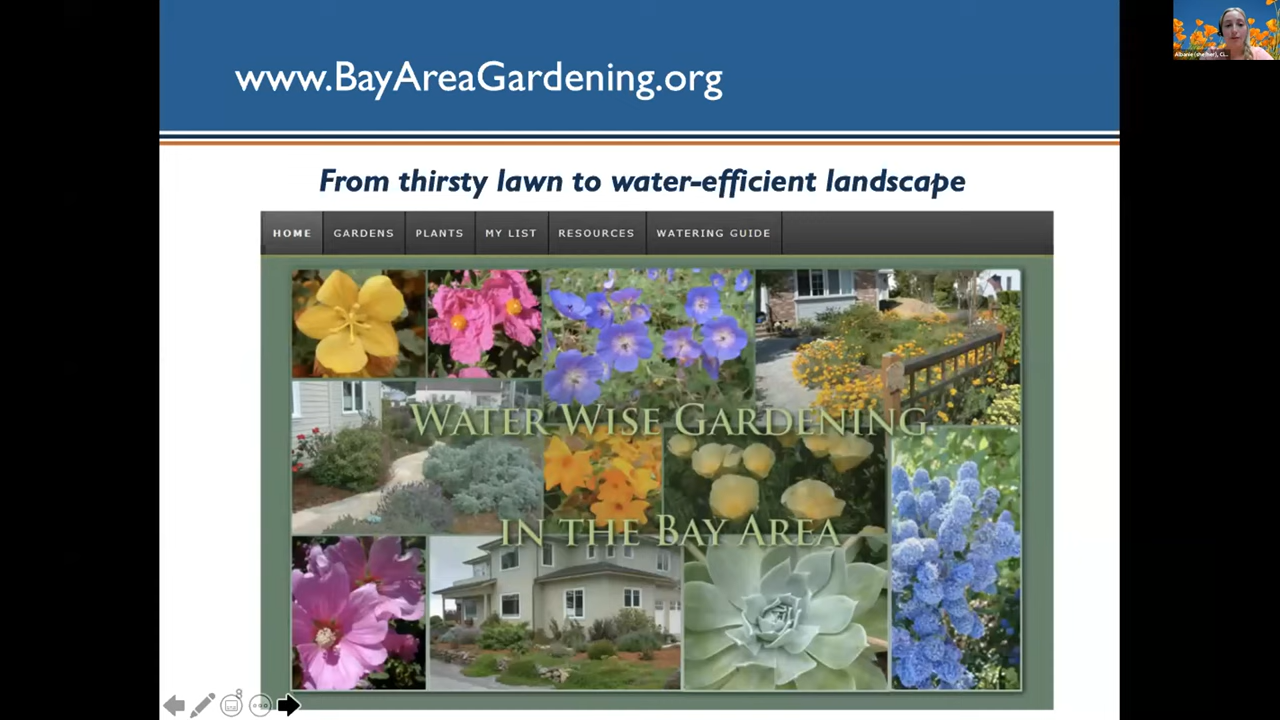 www.BayAreaGardening.org
From thirsty lawn to water-efficient landscape
HOME GARDENS PLANTS MY LIST RESOURCES WATERING GUIDE
WATER WISE GARDENING
IN THE BAY AREA